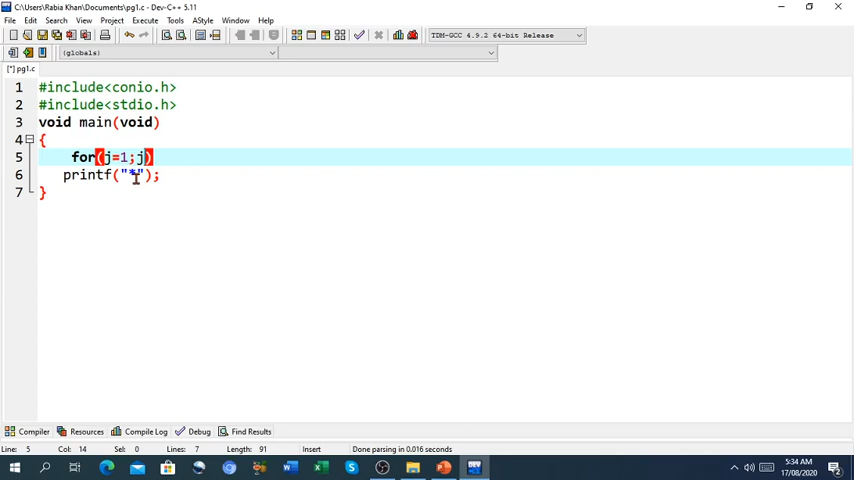 C:\Users\Rabia Khan\Documents\pg1.c - Dev-C++ 5.11
File Edit Search View Project Execute Tools AStyle Window Help
TDM-GCC 4.9.2 64-bit Release
(globals)
[*] pg1.c
1 #include<conio.h>
2 #include<stdio.h>
3 void main(void)
4 {
5 for(j=1;j)
6 printf("*");
7 }
Compiler Resources Compile Log Debug Find Results
Line: 5 Col: 14 Sel: 0 Lines: 7 Length: 91 Insert Done parsing in 0.016 seconds
5:34 AM
17/08/2020
2